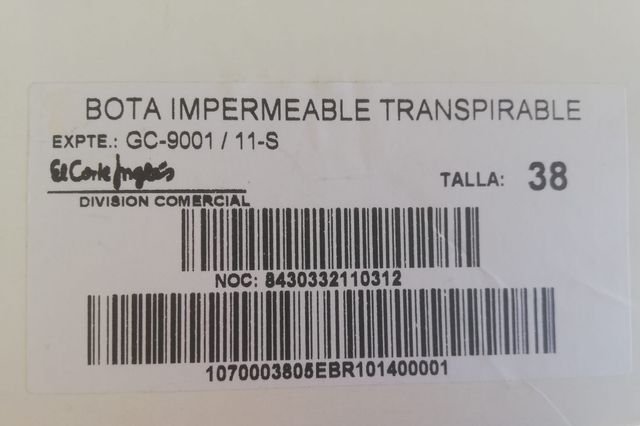 BOTA IMPERMEABLE TRANSPIRABLE
EXPTE.: GC-9001 / 11-S
El Corte Inglés
TALLA: 38
DIVISION COMERCIAL
NOC: 8430332110312
1070003805EBR101400001